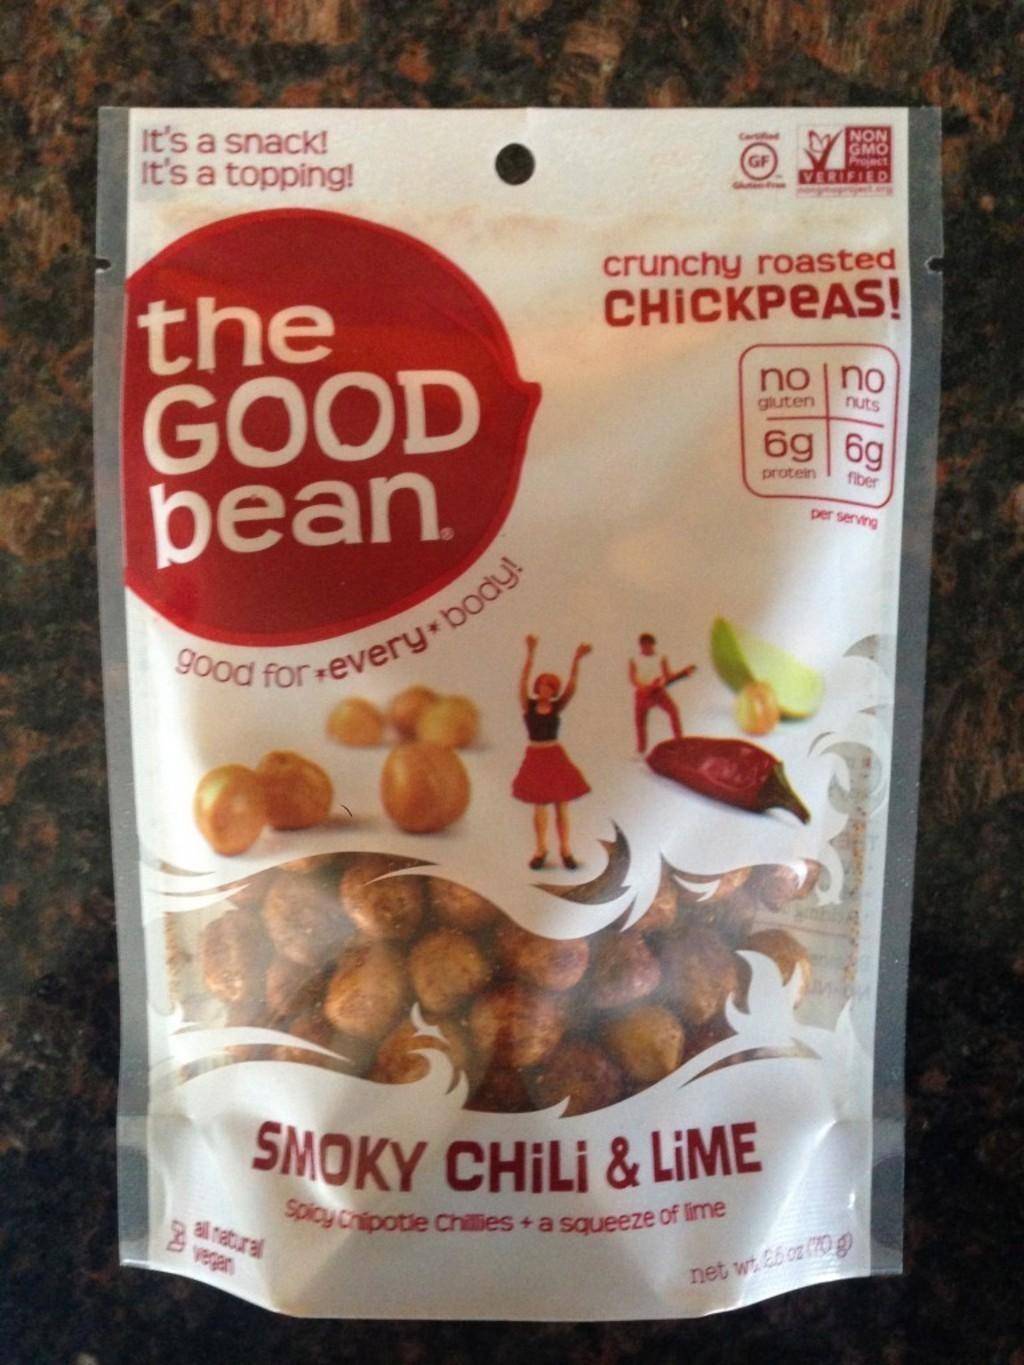 It's a snack!
It's a topping!
Certified
GF
Gluten-Free
NON
GMO
Project
VERIFIED
nongmoproject.org
crunchy roasted
CHiCKPeAS!
the
GOOD
bean®
good for *every* body!
no gluten
no nuts
6g protein
6g fiber
per serving
SMOKY CHiLi & LiME
Spicy Chipotle Chillies + a squeeze of lime
all natural
vegan
net wt. 2.5 oz (70 g)